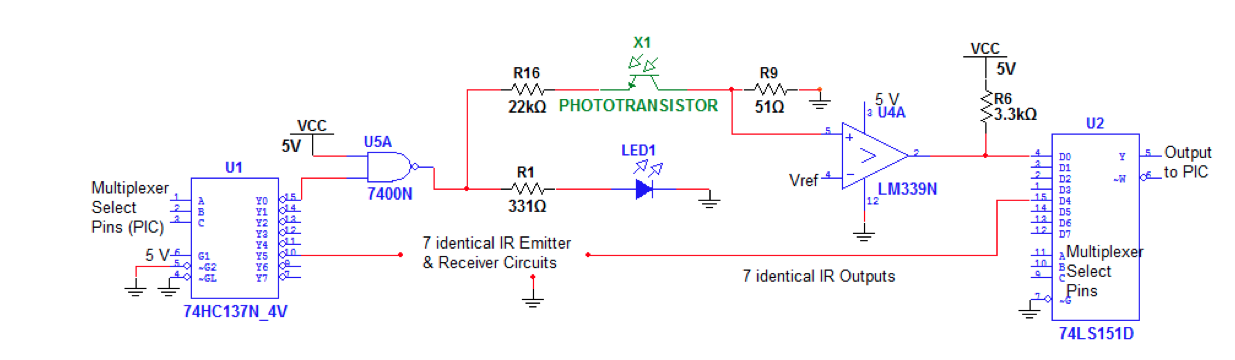 X1
VCC
5V
R16
22kΩ
PHOTOTRANSISTOR
R9
51Ω
5 V
3
U4A
R6
3.3kΩ
VCC
5V
U5A
7400N
LED1
R1
331Ω
5
+
4
−
Vref
>
2
LM339N
12
U1
Multiplexer
Select
Pins (PIC)
1 A Y0 15
2 B Y1 14
3 C Y2 13
Y3 12
Y4 11
5 V 6 G1 Y5 10
5 ~G2 Y6 9
4 ~GL Y7 7
74HC137N_4V
7 identical IR Emitter
& Receiver Circuits
7 identical IR Outputs
U2
4 D0 Y 5
3 D1
2 D2 ~W 6
1 D3
15 D4
14 D5
13 D6
12 D7
Output
to PIC
11 A
10 B
9 C
Multiplexer
Select
Pins
7 ~G
74LS151D